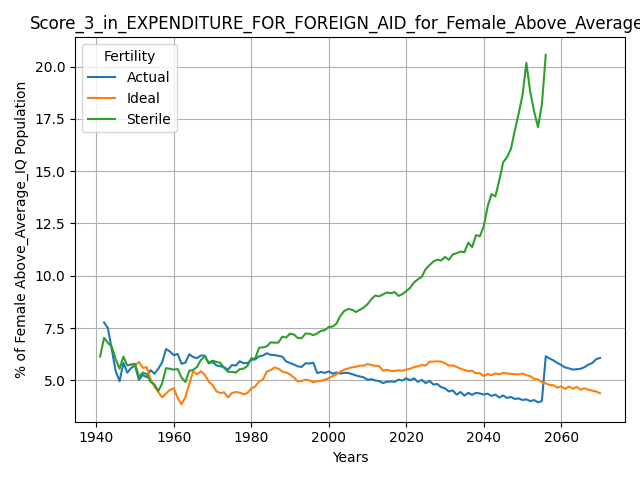 Score_3_in_EXPENDITURE_FOR_FOREIGN_AID_for_Female_Above_Average
Fertility
Actual
Ideal
Sterile
% of Female Above_Average_IQ Population
20.0
17.5
15.0
12.5
10.0
7.5
5.0
1940 1960 1980 2000 2020 2040 2060
Years